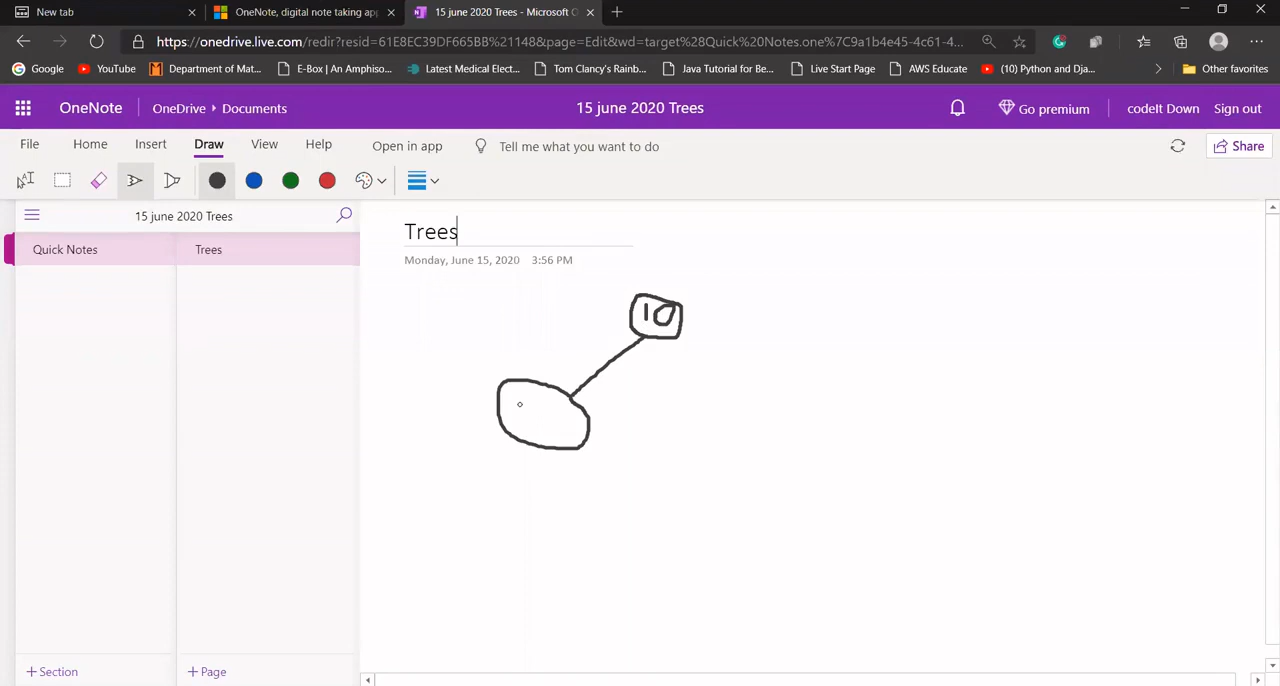 New tab
OneNote, digital note taking app
15 june 2020 Trees - Microsoft O
https://onedrive.live.com/redir?resid=61E8EC39DF665BB%21148&page=Edit&wd=target%28Quick%20Notes.one%7C9a1b4e45-4c61-4...
Google
YouTube
Department of Mat...
E-Box | An Amphiso...
Latest Medical Elect...
Tom Clancy's Rainb...
Java Tutorial for Be...
Live Start Page
AWS Educate
(10) Python and Dja...
Other favorites
OneNote
OneDrive
Documents
15 june 2020 Trees
Go premium
codeIt Down
Sign out
File
Home
Insert
Draw
View
Help
Open in app
Tell me what you want to do
Share
15 june 2020 Trees
Quick Notes
Trees
Trees
Monday, June 15, 2020 3:56 PM
10
+ Section
+ Page